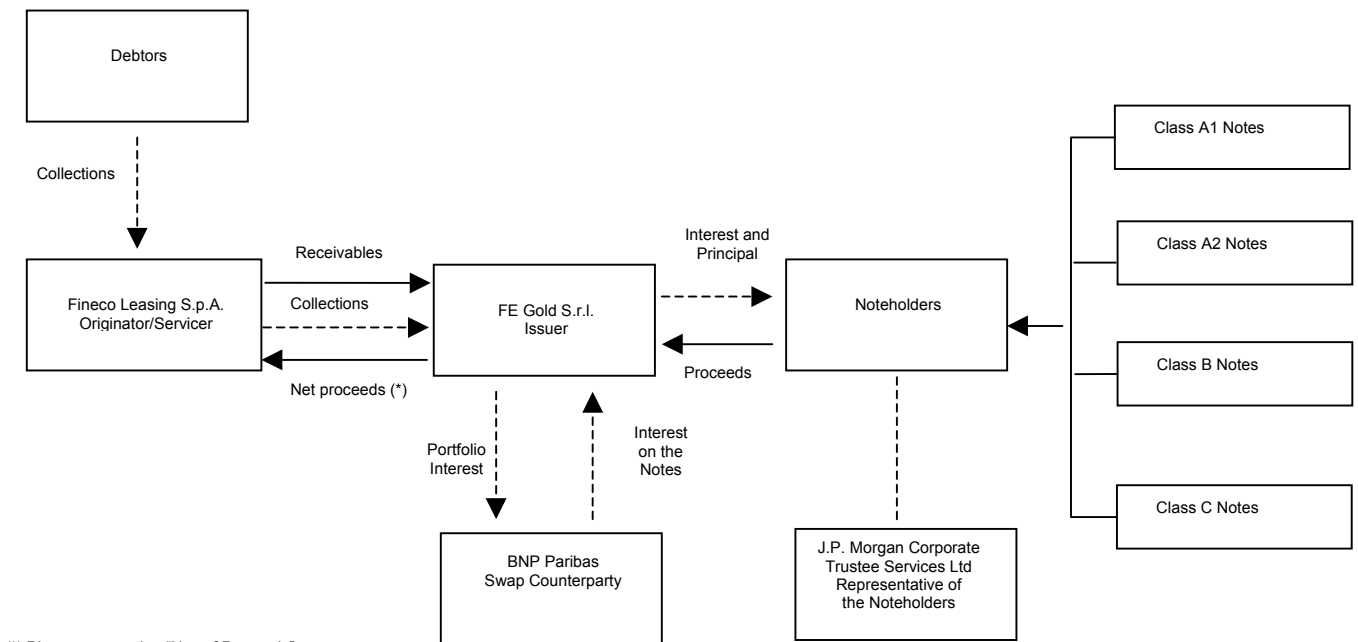 Debtors
Collections
Class A1 Notes
Class A2 Notes
Class B Notes
Class C Notes
Receivables
Collections
Net proceeds (*)
Fineco Leasing S.p.A.
Originator/Servicer
FE Gold S.r.l.
Issuer
Interest and
Principal
Proceeds
Noteholders
Portfolio
Interest
Interest
on the
Notes
BNP Paribas
Swap Counterparty
J.P. Morgan Corporate
Trustee Services Ltd
Representative of
the Noteholders